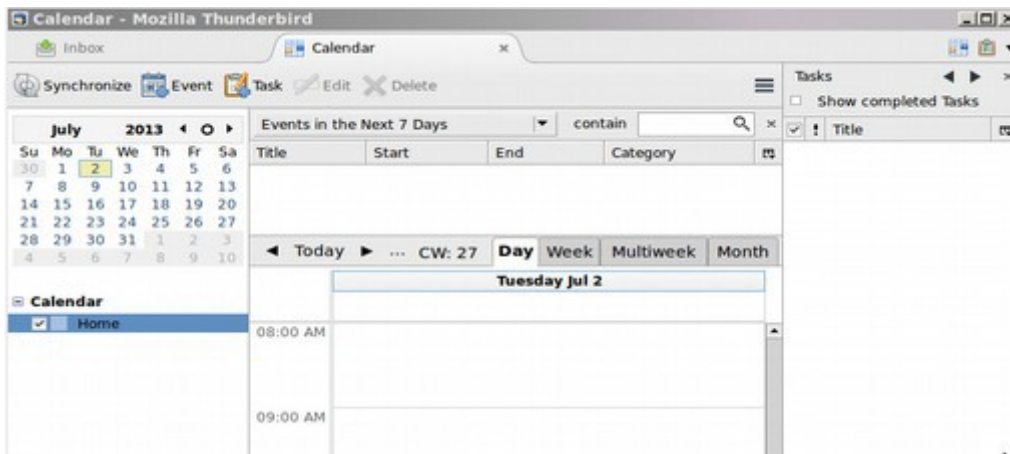 Calendar - Mozilla Thunderbird
Inbox
Calendar
Synchronize Event Task Edit Delete
July 2013
Su Mo Tu We Th Fr Sa
30 1 2 3 4 5 6
7 8 9 10 11 12 13
14 15 16 17 18 19 20
21 22 23 24 25 26 27
28 29 30 31 1 2 3
4 5 6 7 8 9 10
Calendar
Home
Events in the Next 7 Days contain
Title Start End Category
Today ... CW: 27 Day Week Multiweek Month
Tuesday Jul 2
08:00 AM
09:00 AM
Tasks
Show completed Tasks
! Title